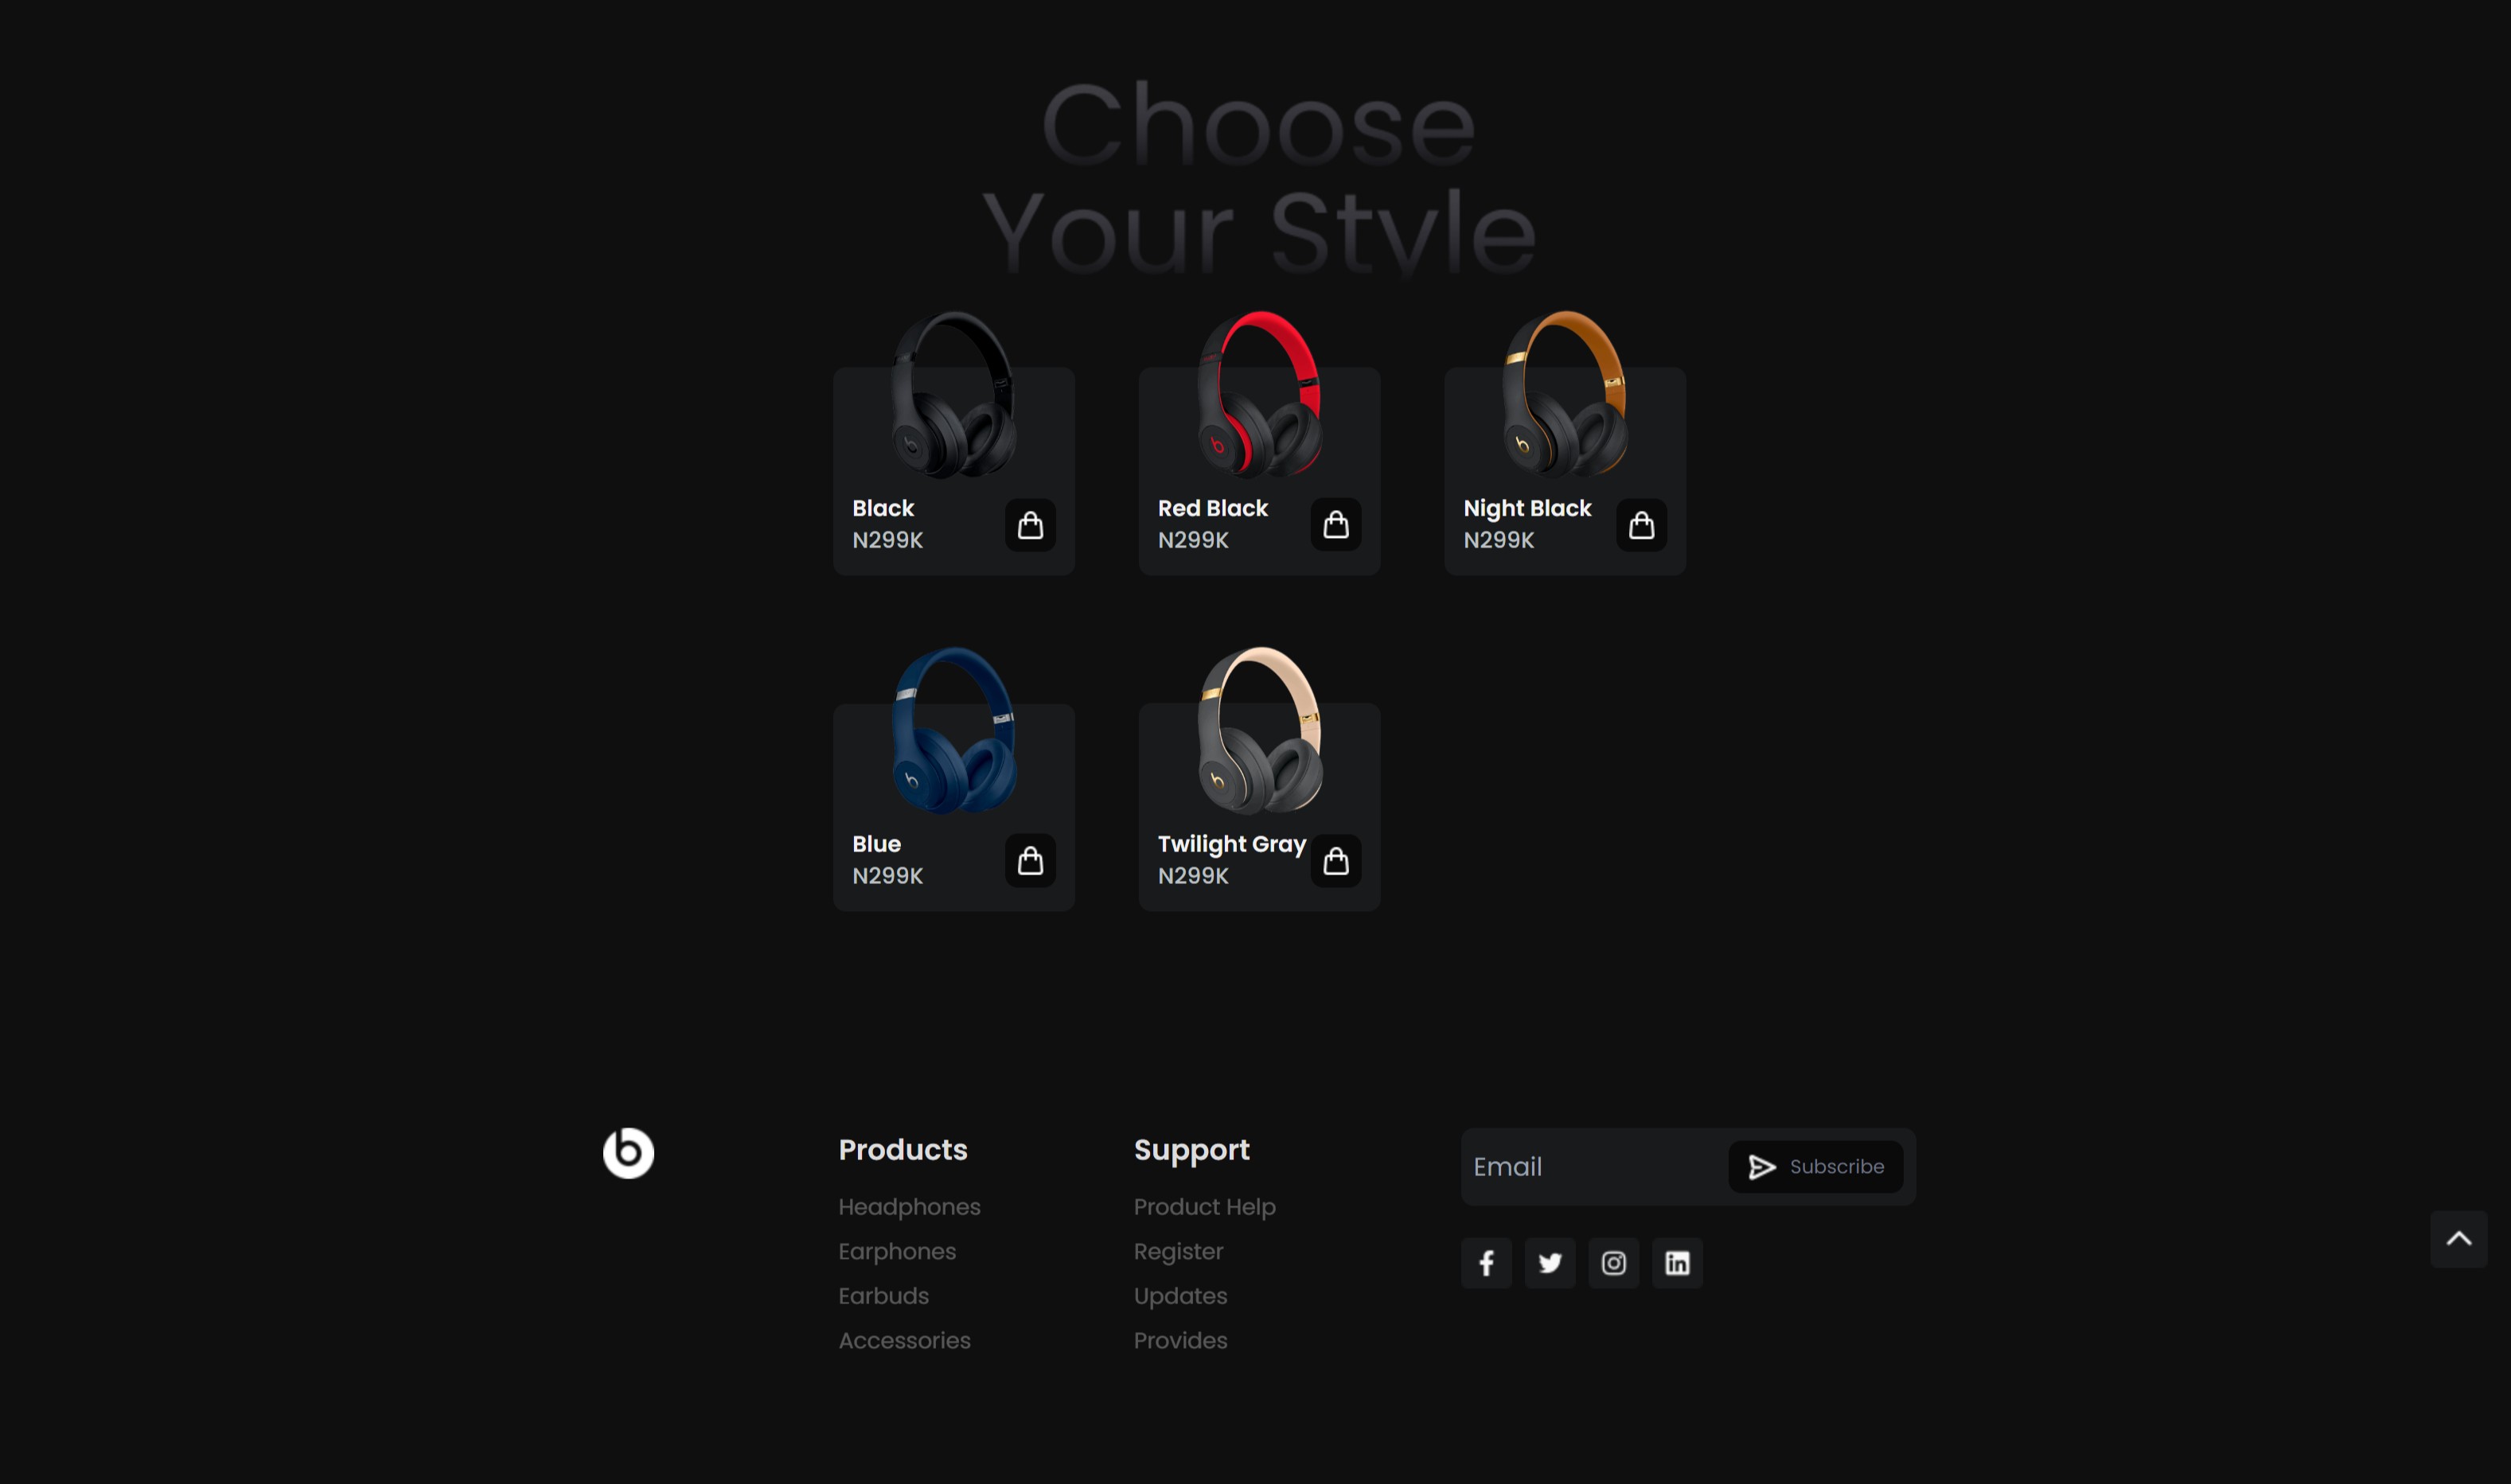 Choose
Your Style
Black
N299K
Red Black
N299K
Night Black
N299K
Blue
N299K
Twilight Gray
N299K
Products
Headphones
Earphones
Earbuds
Accessories
Support
Product Help
Register
Updates
Provides
Email
Subscribe